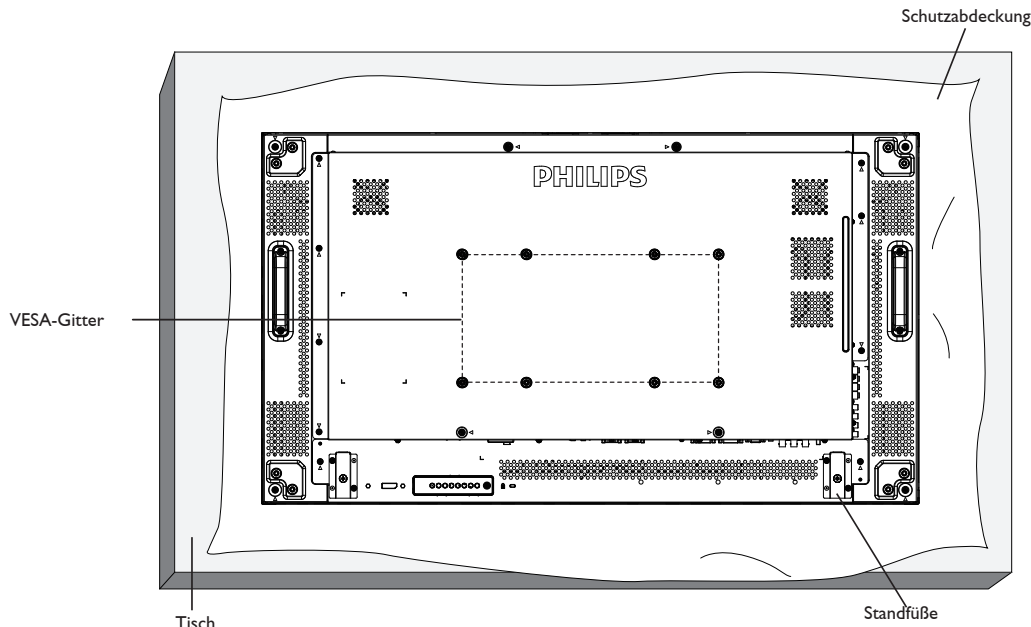 Schutzabdeckung
PHILIPS
VESA-Gitter
Standfüße
Tisch